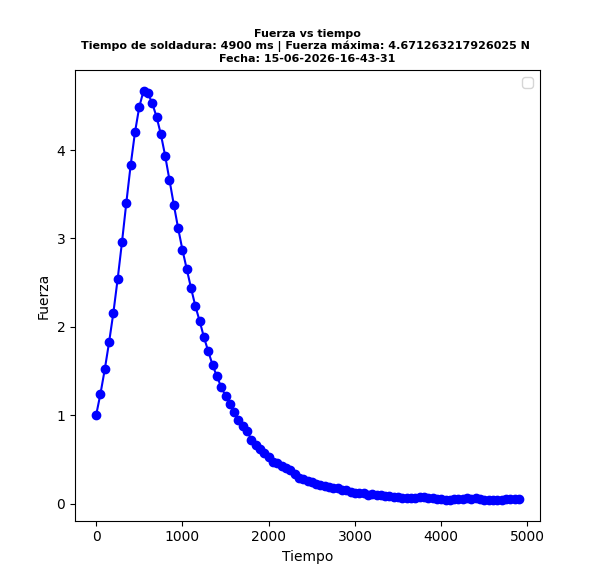 Fuerza vs tiempo
Tiempo de soldadura: 4900 ms | Fuerza máxima: 4.671263217926025 N
Fecha: 15-06-2026-16-43-31
4
3
2
1
0
Fuerza
0 1000 2000 3000 4000 5000
Tiempo